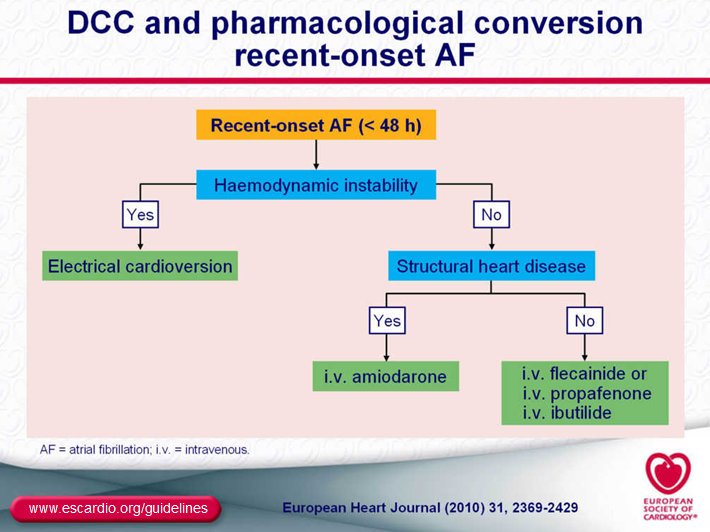 DCC and pharmacological conversion
recent-onset AF
Recent-onset AF (< 48 h)
Haemodynamic instability
Yes
No
Electrical cardioversion
Structural heart disease
Yes
No
i.v. amiodarone
i.v. flecainide or
i.v. propafenone
i.v. ibutilide
AF = atrial fibrillation; i.v. = intravenous.
www.escardio.org/guidelines
European Heart Journal (2010) 31, 2369-2429
EUROPEAN
SOCIETY OF
CARDIOLOGY®